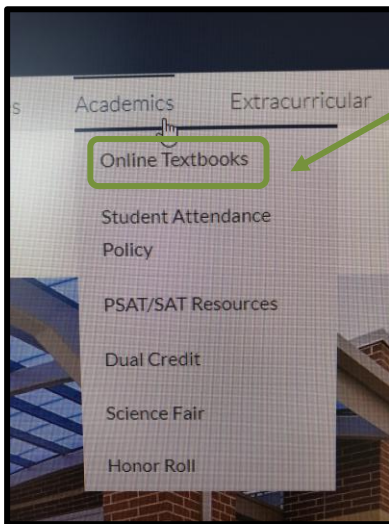 s Academics Extracurricular
Online Textbooks
Student Attendance
Policy
PSAT/SAT Resources
Dual Credit
Science Fair
Honor Roll